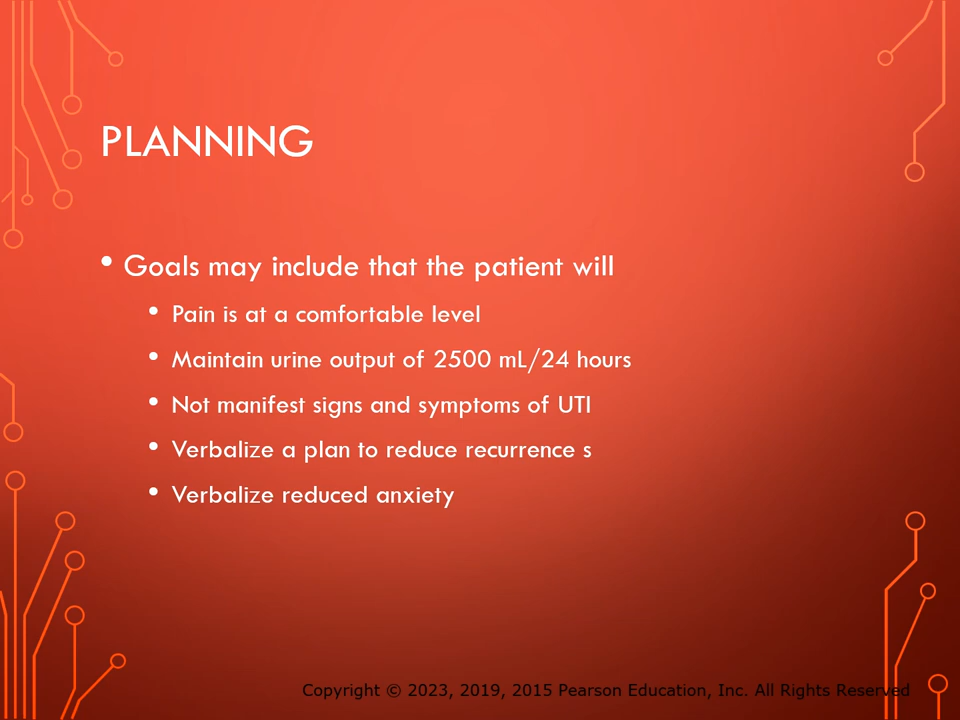 PLANNING
• Goals may include that the patient will
• Pain is at a comfortable level
• Maintain urine output of 2500 mL/24 hours
• Not manifest signs and symptoms of UTI
• Verbalize a plan to reduce recurrence s
• Verbalize reduced anxiety
Copyright © 2023, 2019, 2015 Pearson Education, Inc. All Rights Reserved